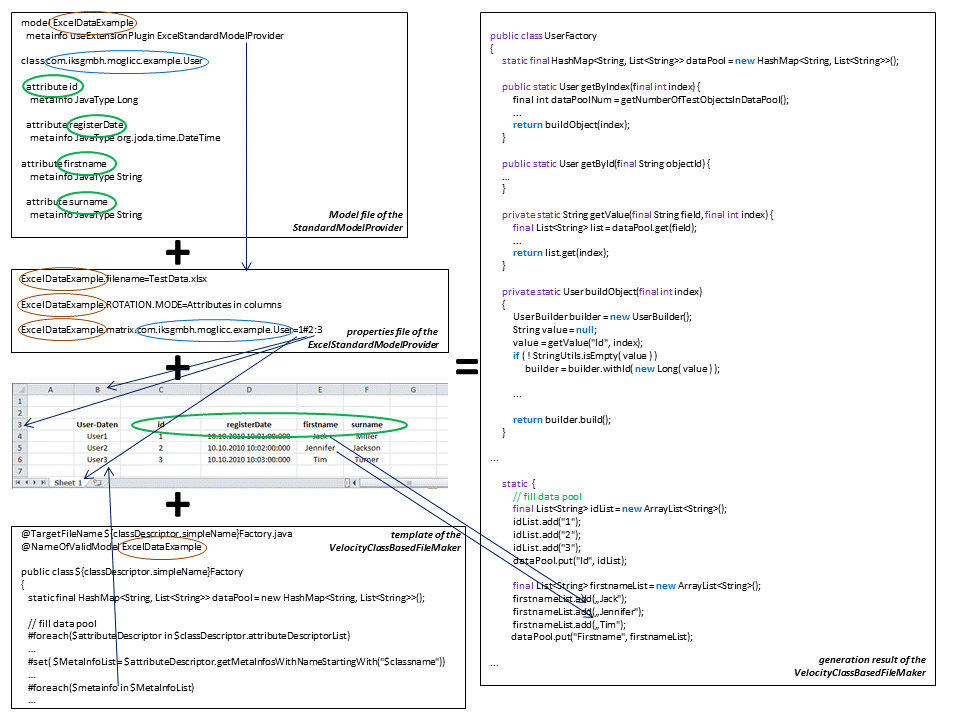 model ExcelDataExample
metainfo useExtensionPlugin ExcelStandardModelProvider
class com.iksgmbh.moglicc.example.User
attribute id
metainfo JavaType Long
attribute registerDate
metainfo JavaType org.joda.time.DateTime
attribute firstname
metainfo JavaType String
attribute surname
metainfo JavaType String
Model file of the
StandardModelProvider
+
ExcelDataExample.filename=TestData.xlsx
ExcelDataExample.ROTATION.MODE=Attributes in columns
ExcelDataExample.matrix.com.iksgmbh.moglicc.example.User=1#2:3
properties file of the
ExcelStandardModelProvider
+
A B C D E F G
1
2
3 User-Daten id registerDate firstname surname
4 User1 1 10.10.2010 10:01:00:000 Jack Miller
5 User2 2 10.10.2010 10:02:00:000 Jennifer Jackson
6 User3 3 10.10.2010 10:03:00:000 Tim Turner
7
Sheet 1
+
@TargetFileName ${classDescriptor.simpleName}Factory.java
@NameOfValidModel ExcelDataExample
template of the
VelocityClassBasedFileMaker
public class ${classDescriptor.simpleName}Factory
{
static final HashMap<String, List<String>> dataPool = new HashMap<String, List<String>>();
// fill data pool
#foreach($attributeDescriptor in $classDescriptor.attributeDescriptorList)
...
#set( $MetaInfoList = $attributeDescriptor.getMetaInfosWithNameStartingWith("$classname"))
...
#foreach($metainfo in $MetaInfoList)
...
=
public class UserFactory
{
static final HashMap<String, List<String>> dataPool = new HashMap<String, List<String>>();
public static User getByIndex(final int index) {
final int dataPoolNum = getNumberOfTestObjectsInDataPool();
...
return buildObject(index);
}
public static User getById(final String objectId) {
...
}
private static String getValue(final String field, final int index) {
final List<String> list = dataPool.get(field);
...
return list.get(index);
}
private static User buildObject(final int index)
{
UserBuilder builder = new UserBuilder();
String value = null;
value = getValue("Id", index);
if ( ! StringUtils.isEmpty( value ) )
builder = builder.withId( new Long( value ) );
...
return builder.build();
}
...
static {
// fill data pool
final List<String> idList = new ArrayList<String>();
idList.add("1");
idList.add("2");
idList.add("3");
dataPool.put("Id", idList);
final List<String> firstnameList = new ArrayList<String>();
firstnameList.add(„Jack");
firstnameList.add(„Jennifer");
firstnameList.add(„Tim");
dataPool.put("Firstname", firstnameList);
...
generation result of the
VelocityClassBasedFileMaker